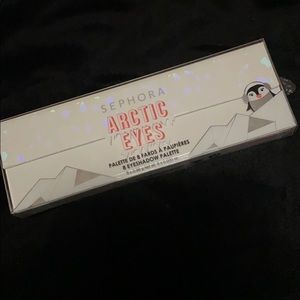 SEPHORA
ARCTIC
EYES
PALETTE DE 8 FARDS À PAUPIÈRES
8 EYESHADOW PALETTE